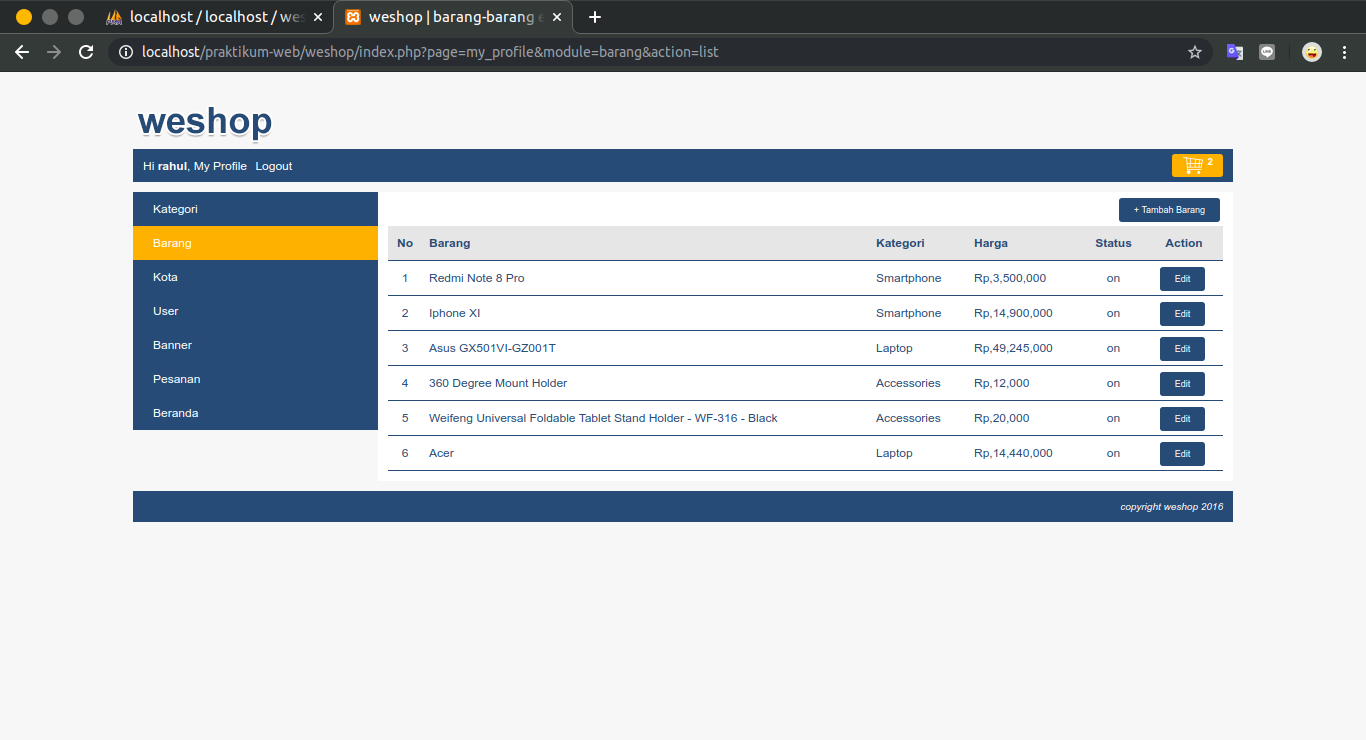 localhost / localhost / wes
weshop | barang-barang e
localhost/praktikum-web/weshop/index.php?page=my_profile&module=barang&action=list
weshop
Hi rahul, My Profile Logout 2
Kategori
Barang
Kota
User
Banner
Pesanan
Beranda
+ Tambah Barang
No Barang Kategori Harga Status Action
1 Redmi Note 8 Pro Smartphone Rp,3,500,000 on Edit
2 Iphone XI Smartphone Rp,14,900,000 on Edit
3 Asus GX501VI-GZ001T Laptop Rp,49,245,000 on Edit
4 360 Degree Mount Holder Accessories Rp,12,000 on Edit
5 Weifeng Universal Foldable Tablet Stand Holder - WF-316 - Black Accessories Rp,20,000 on Edit
6 Acer Laptop Rp,14,440,000 on Edit
copyright weshop 2016